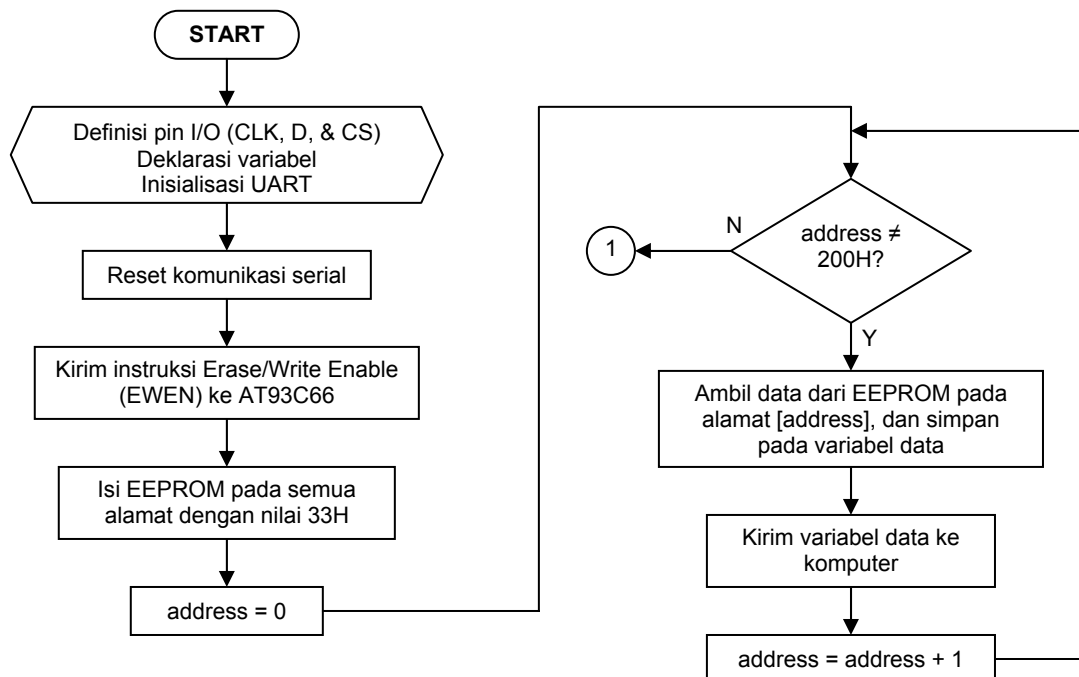 START
Definisi pin I/O (CLK, D, & CS)
Deklarasi variabel
Inisialisasi UART
Reset komunikasi serial
Kirim instruksi Erase/Write Enable
(EWEN) ke AT93C66
Isi EEPROM pada semua
alamat dengan nilai 33H
address = 0
address ≠
200H?
N
1
Y
Ambil data dari EEPROM pada
alamat [address], dan simpan
pada variabel data
Kirim variabel data ke
komputer
address = address + 1